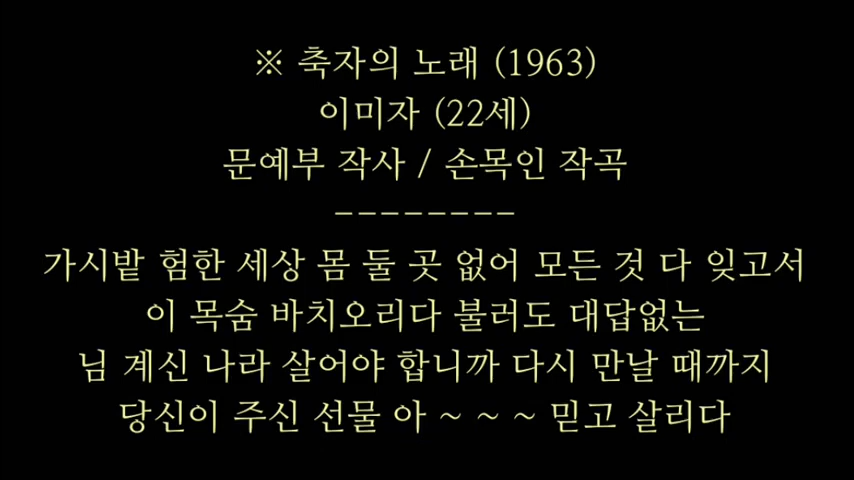 ※ 축자의 노래 (1963)
이미자 (22세)
문예부 작사 / 손목인 작곡
--------
가시밭 험한 세상 몸 둘 곳 없어 모든 것 다 잊고서
이 목숨 바치오리다 불러도 대답없는
님 계신 나라 살어야 합니까 다시 만날 때까지
당신이 주신 선물 아 ~ ~ ~ 믿고 살리다